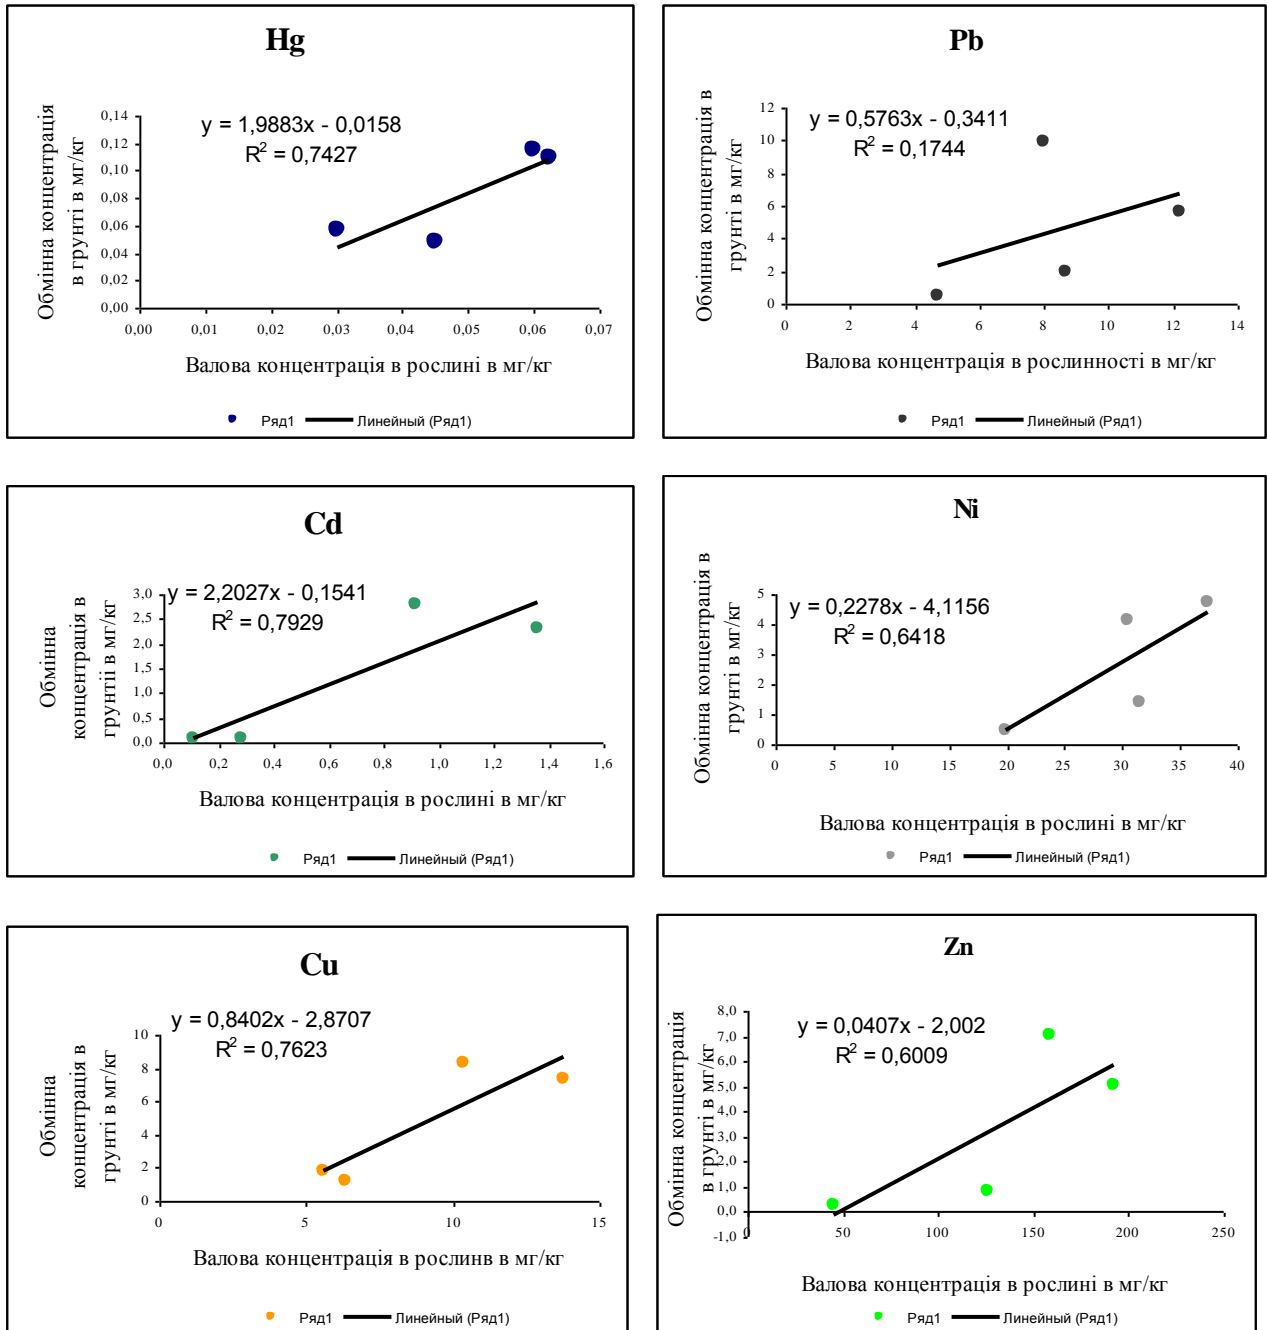 Hg
Обмінна концентрація
в грунті в мг/кг
0,14
0,12
0,10
0,08
0,06
0,04
0,02
0,00
y = 1,9883x - 0,0158
R² = 0,7427
0,00 0,01 0,02 0,03 0,04 0,05 0,06 0,07
Валова концентрація в рослині в мг/кг
Ряд1 Линейный (Ряд1)
Pb
Обмінна концентрація в
грунті в мг/кг
12
10
8
6
4
2
0
y = 0,5763x - 0,3411
R² = 0,1744
0 2 4 6 8 10 12 14
Валова концентрація в рослинності в мг/кг
Ряд1 Линейный (Ряд1)
Cd
Обмінна
концентрація в
грунтіі в мг/кг
3,0
2,5
2,0
1,5
1,0
0,5
0,0
y = 2,2027x - 0,1541
R² = 0,7929
0,0 0,2 0,4 0,6 0,8 1,0 1,2 1,4 1,6
Валова концентрація в рослині в мг/кг
Ряд1 Линейный (Ряд1)
Ni
Обмінна концентрація в
грунті в мг/кг
5
4
3
2
1
0
y = 0,2278x - 4,1156
R² = 0,6418
0 5 10 15 20 25 30 35 40
Валова концентрація в рослині в мг/кг
Ряд1 Линейный (Ряд1)
Cu
Обмінна
концентрація в
грунті в мг/кг
10
8
6
4
2
0
y = 0,8402x - 2,8707
R² = 0,7623
0 5 10 15
Валова концентрація в рослинв в мг/кг
Ряд1 Линейный (Ряд1)
Zn
Обмінна концентрація
в грунті в мг/кг
8,0
7,0
6,0
5,0
4,0
3,0
2,0
1,0
0,0
-1,0
y = 0,0407x - 2,002
R² = 0,6009
0 50 100 150 200 250
Валова концентрація в рослині в мг/кг
Ряд1 Линейный (Ряд1)